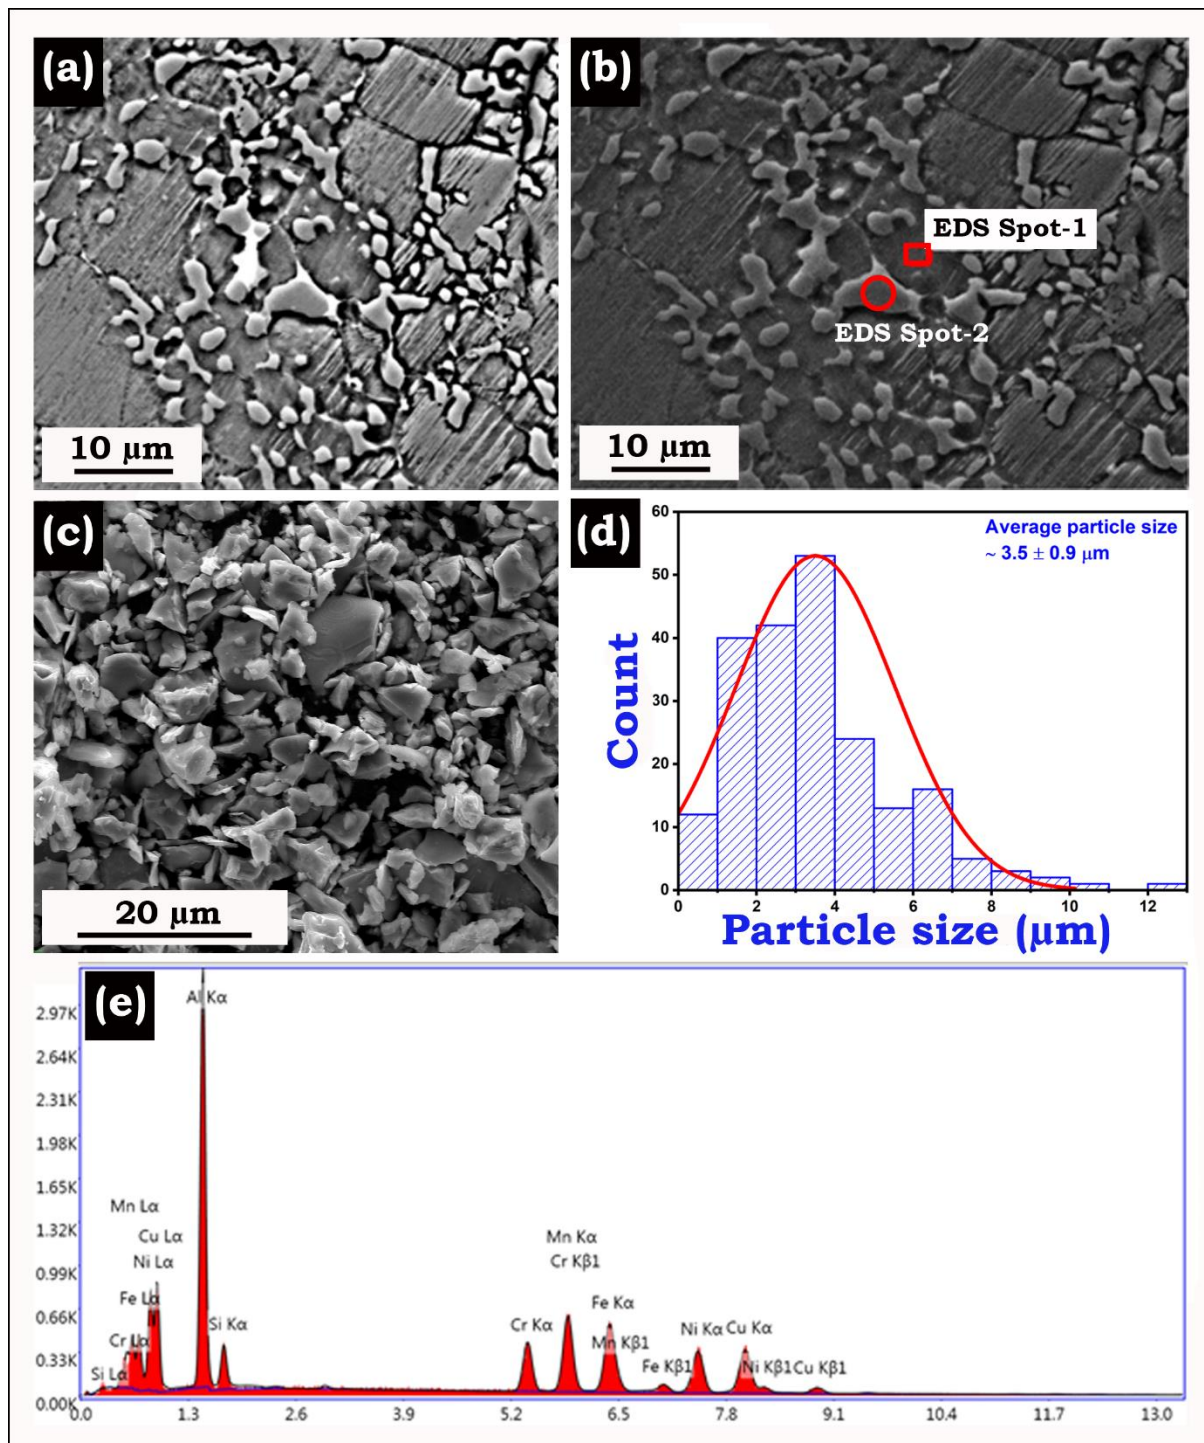 (a)
10 μm
(b)
EDS Spot-1
EDS Spot-2
10 μm
(c)
20 μm
(d)
Average particle size
~ 3.5 ± 0.9 μm
60
50
40
30
20
10
0
Count
0 2 4 6 8 10 12
Particle size (μm)
(e)
Al Kα
2.97K
2.64K
2.31K
1.98K
1.65K
1.32K
0.99K
0.66K
0.33K
0.00K
Mn Lα
Cu Lα
Ni Lα
Fe Lα
Cr Lα
Si Lα
Si Kα
Cr Kα
Mn Kα
Cr Kβ1
Fe Kα
Mn Kβ1
Fe Kβ1
Ni Kα
Cu Kα
Ni Kβ1
Cu Kβ1
0.0 1.3 2.6 3.9 5.2 6.5 7.8 9.1 10.4 11.7 13.0